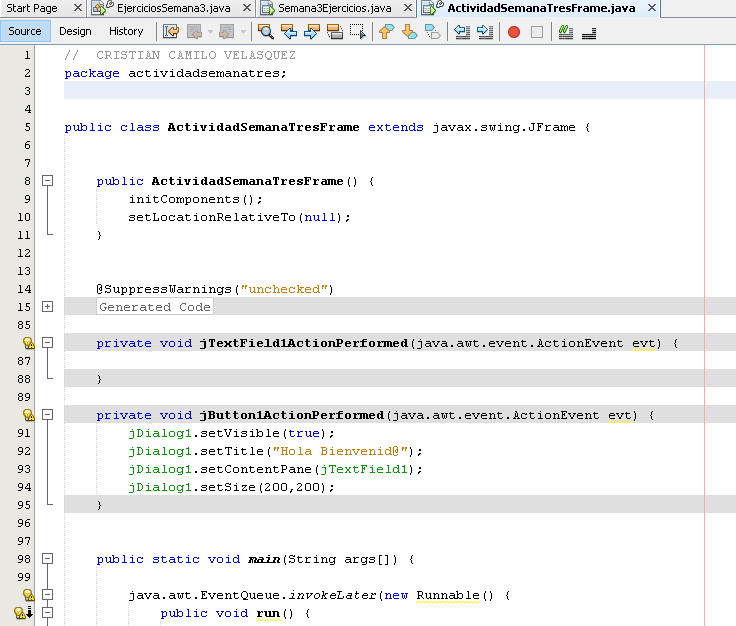 Start Page EjerciciosSemana3.java Semana3Ejercicios.java ActividadSemanaTresFrame.java
Source Design History
1 // CRISTIAN CAMILO VELASQUEZ
2 package actividadsemanatres;
3
4
5 public class ActividadSemanaTresFrame extends javax.swing.JFrame {
6
7
8 public ActividadSemanaTresFrame() {
9 initComponents();
10 setLocationRelativeTo(null);
11 }
12
13
14 @SuppressWarnings("unchecked")
15 Generated Code
85
private void jTextField1ActionPerformed(java.awt.event.ActionEvent evt) {
87
88 }
89
private void jButton1ActionPerformed(java.awt.event.ActionEvent evt) {
91 jDialog1.setVisible(true);
92 jDialog1.setTitle("Hola Bienvenid@");
93 jDialog1.setContentPane(jTextField1);
94 jDialog1.setSize(200,200);
95 }
96
97
98 public static void main(String args[]) {
99
java.awt.EventQueue.invokeLater(new Runnable() {
public void run() {